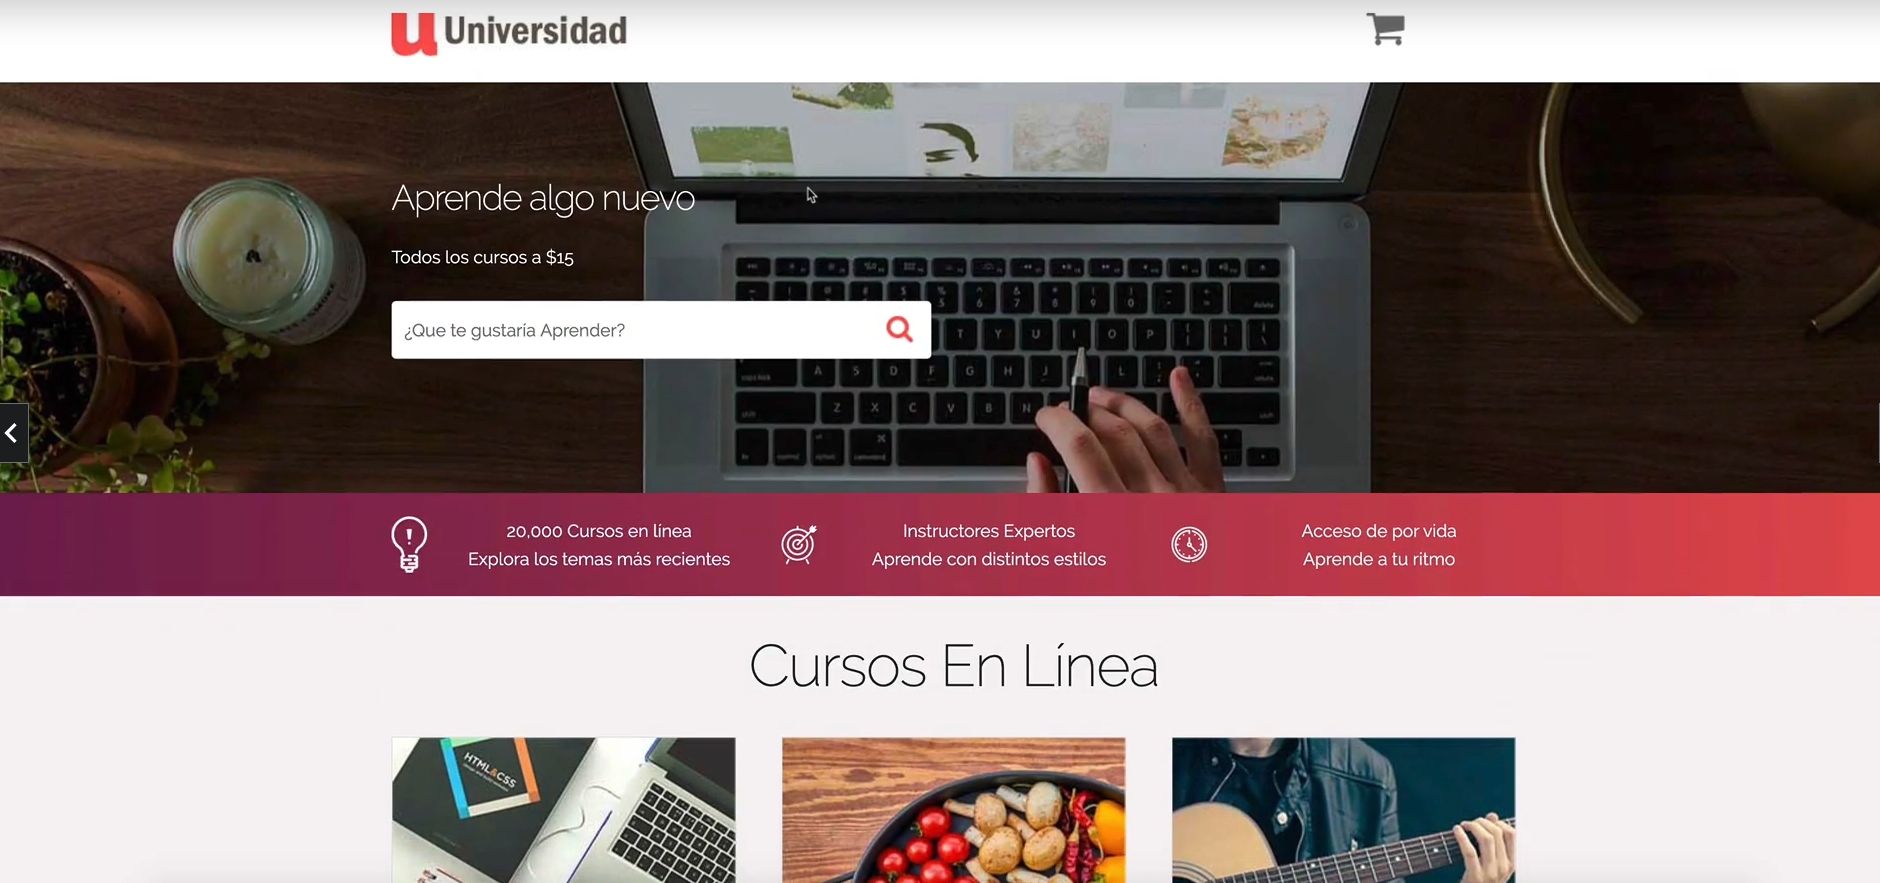 u Universidad
Aprende algo nuevo
Todos los cursos a $15
¿Que te gustaría Aprender?
20,000 Cursos en línea
Explora los temas más recientes
Instructores Expertos
Aprende con distintos estilos
Acceso de por vida
Aprende a tu ritmo
Cursos En Línea
HTML&CSS